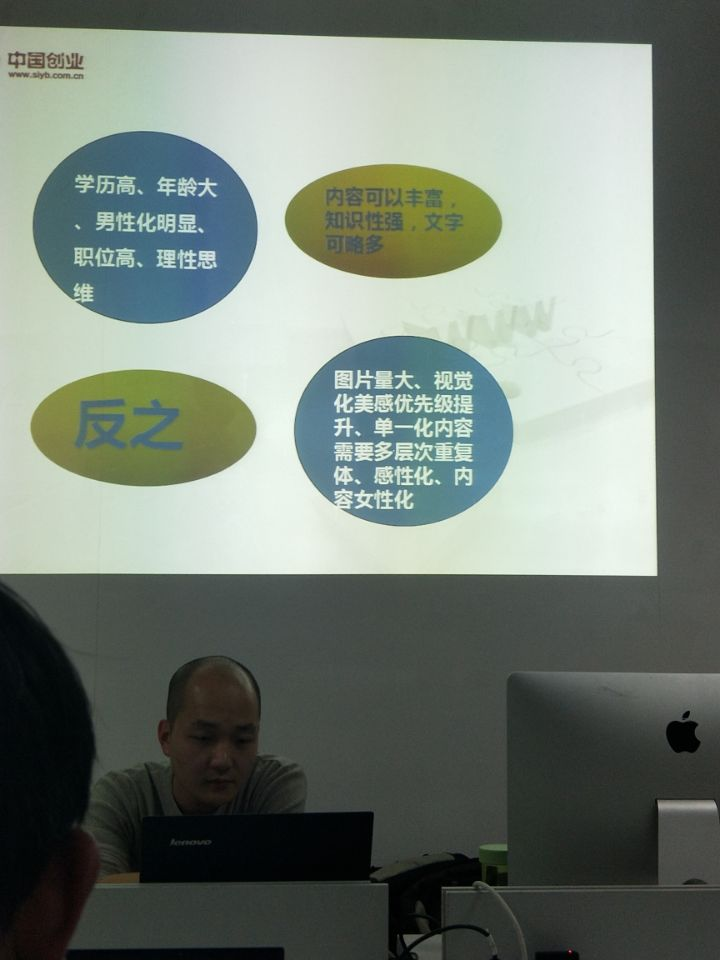 中国创业
www.siyb.com.cn
学历高、年龄大
、男性化明显、
职位高、理性思
维
内容可以丰富，
知识性强，文字
可略多
反之
图片量大、视觉
化美感优先级提
升、单一化内容
需要多层次重复
体、感性化、内
容女性化
www
lenovo